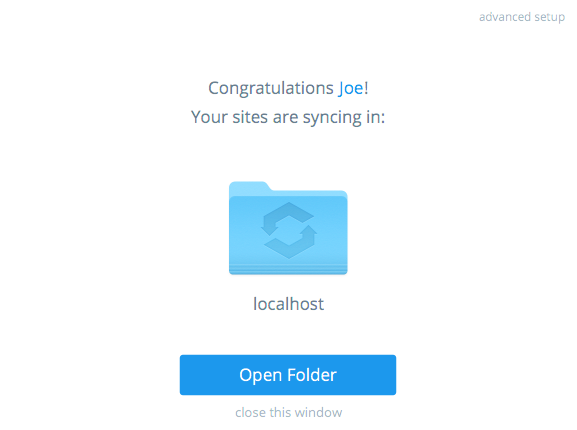 advanced setup
Congratulations Joe!
Your sites are syncing in:
localhost
Open Folder
close this window